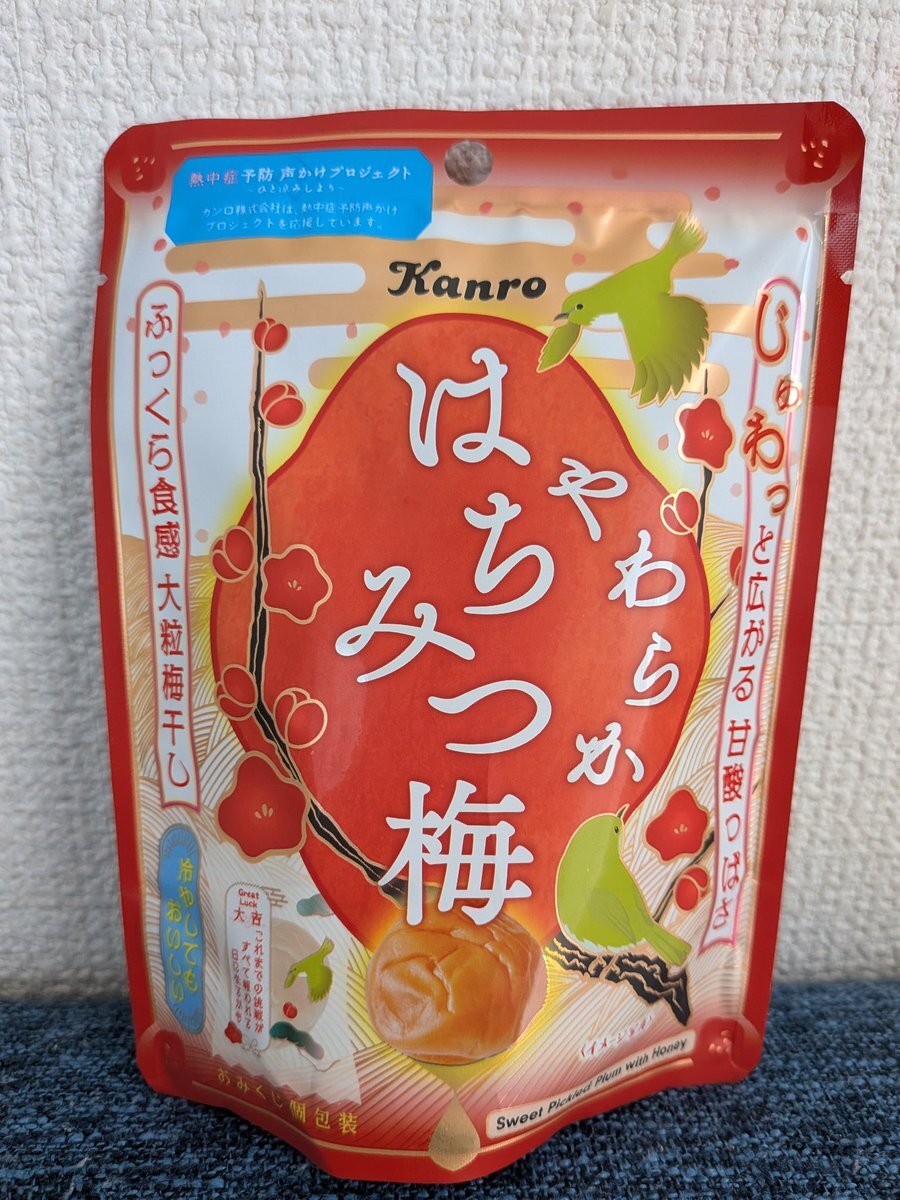 熱中症予防 声かけプロジェクト
~ひと涼みしよう~
カンロ株式会社は、熱中症予防声かけ
プロジェクトを応援しています。
Kanro
じゅわっと広がる 甘酸っぱさ
やわらか
はちみつ梅
ふっくら食感 大粒梅干し
冷やしても
おいしい
Great
Luck
大吉
これまでの挑戦が
すべて報われる
おみくじ個包装
〈イメージです〉
Sweet Pickled Plum with Honey